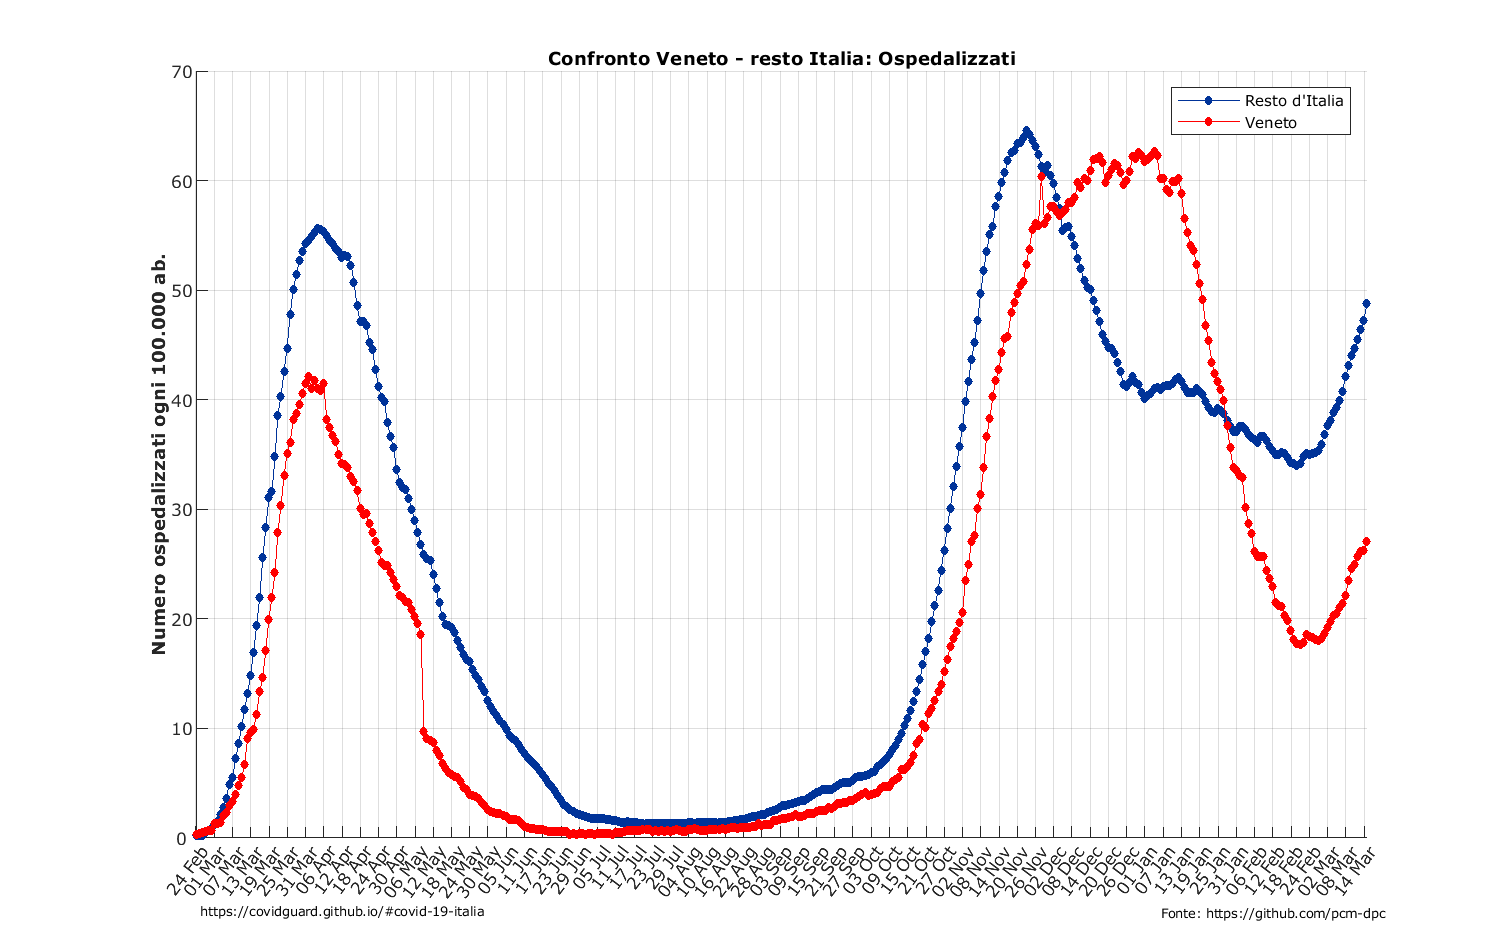 Confronto Veneto - resto Italia: Ospedalizzati
Resto d'Italia
Veneto
Numero ospedalizzati ogni 100.000 ab.
70
60
50
40
30
20
10
0
24 Feb
01 Mar
07 Mar
13 Mar
19 Mar
25 Mar
31 Mar
06 Apr
12 Apr
18 Apr
24 Apr
30 Apr
06 May
12 May
18 May
24 May
30 May
05 Jun
11 Jun
17 Jun
23 Jun
29 Jun
05 Jul
11 Jul
17 Jul
23 Jul
29 Jul
04 Aug
10 Aug
16 Aug
22 Aug
28 Aug
03 Sep
09 Sep
15 Sep
21 Sep
27 Sep
03 Oct
09 Oct
15 Oct
21 Oct
27 Oct
02 Nov
08 Nov
14 Nov
20 Nov
26 Nov
02 Dec
08 Dec
14 Dec
20 Dec
26 Dec
01 Jan
07 Jan
13 Jan
19 Jan
25 Jan
31 Jan
06 Feb
12 Feb
18 Feb
24 Feb
02 Mar
08 Mar
14 Mar
https://covidguard.github.io/#covid-19-italia
Fonte: https://github.com/pcm-dpc